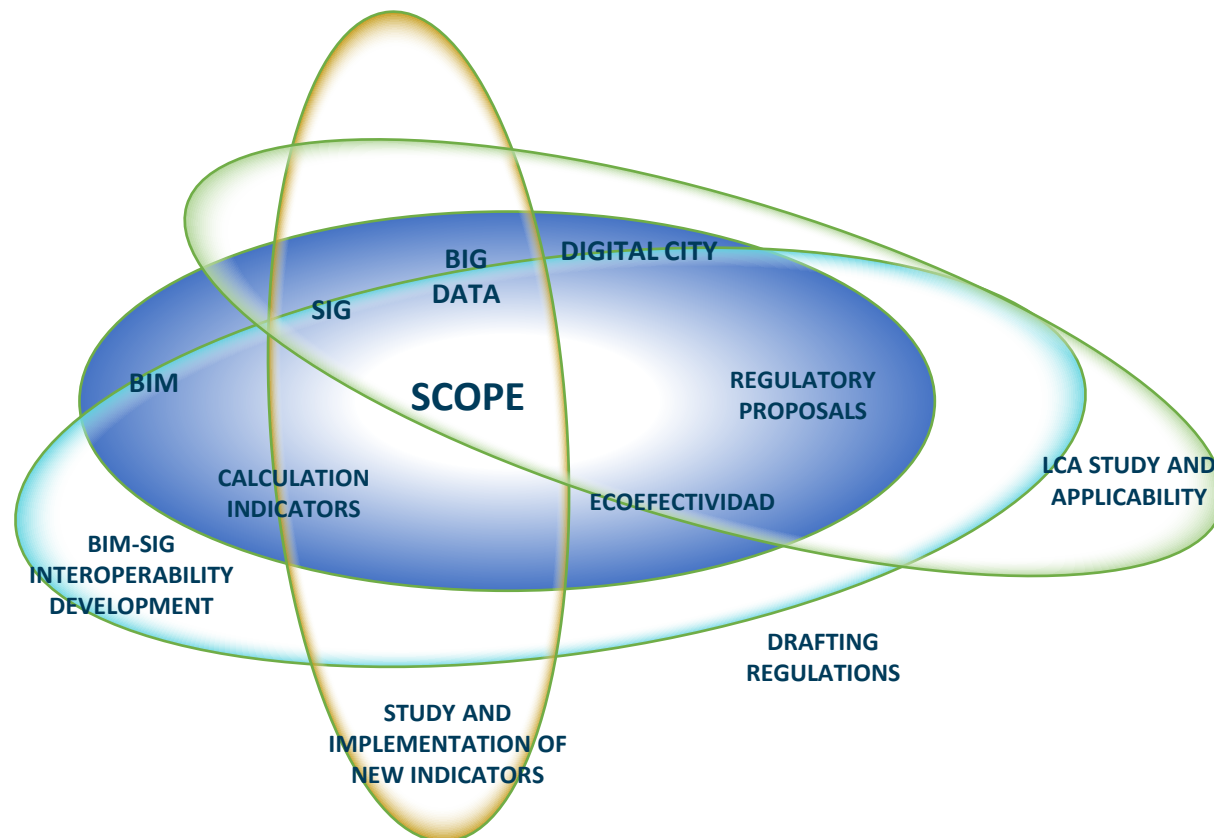 BIG
DATA
DIGITAL CITY
SIG
BIM
SCOPE
REGULATORY
PROPOSALS
CALCULATION
INDICATORS
ECOEFECTIVIDAD
LCA STUDY AND
APPLICABILITY
BIM-SIG
INTEROPERABILITY
DEVELOPMENT
DRAFTING
REGULATIONS
STUDY AND
IMPLEMENTATION OF
NEW INDICATORS